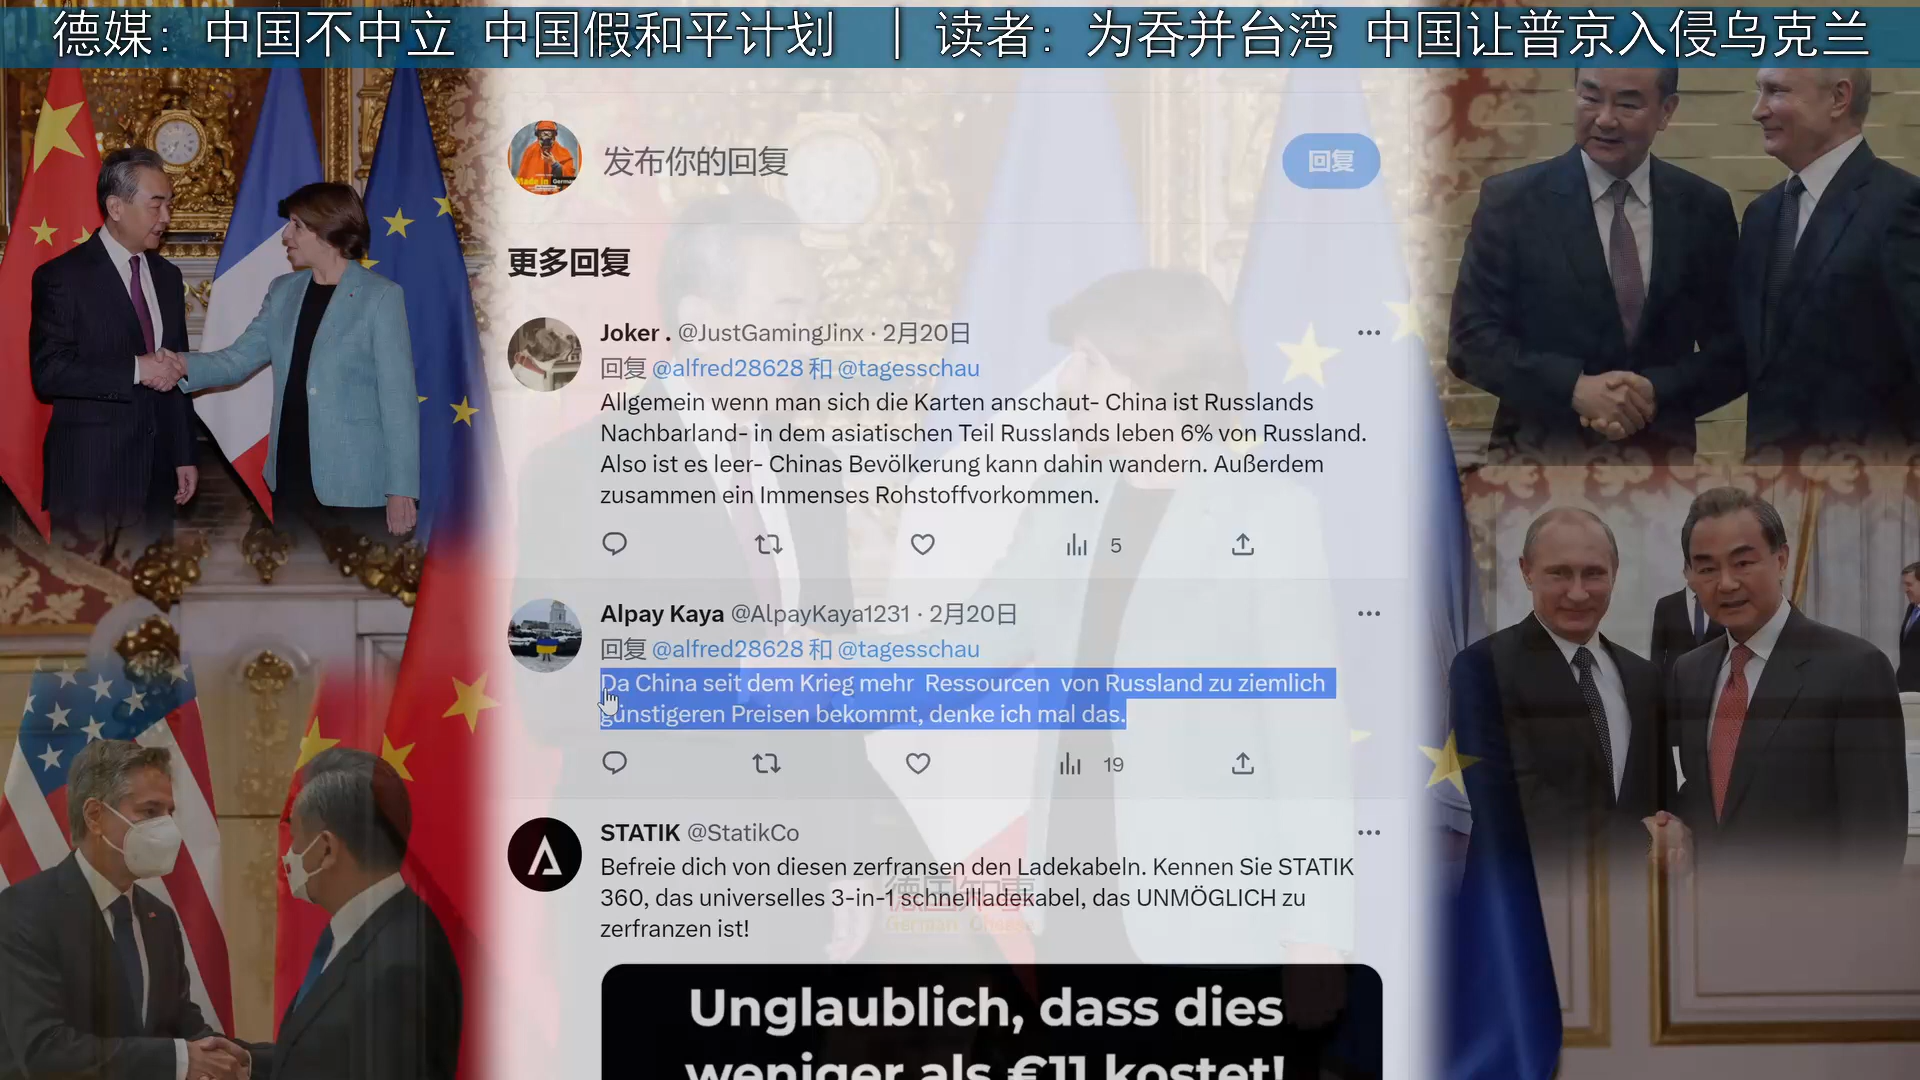 德媒：中国不中立 中国假和平计划 ｜ 读者：为吞并台湾 中国让普京入侵乌克兰
发布你的回复
回复
更多回复
Joker . @JustGamingJinx · 2月20日
回复 @alfred28628 和 @tagesschau
Allgemein wenn man sich die Karten anschaut- China ist Russlands
Nachbarland- in dem asiatischen Teil Russlands leben 6% von Russland.
Also ist es leer- Chinas Bevölkerung kann dahin wandern. Außerdem
zusammen ein Immenses Rohstoffvorkommen.
5
Alpay Kaya @AlpayKaya1231 · 2月20日
回复 @alfred28628 和 @tagesschau
Da China seit dem Krieg mehr Ressourcen von Russland zu ziemlich
günstigeren Preisen bekommt, denke ich mal das.
19
STATIK @StatikCo
Befreie dich von diesen zerfransen den Ladekabeln. Kennen Sie STATIK
360, das universelles 3-in-1 schnellladekabel, das UNMÖGLICH zu
zerfranzen ist!
德国知事
German Cheese
Unglaublich, dass dies
weniger als €11 kostet!